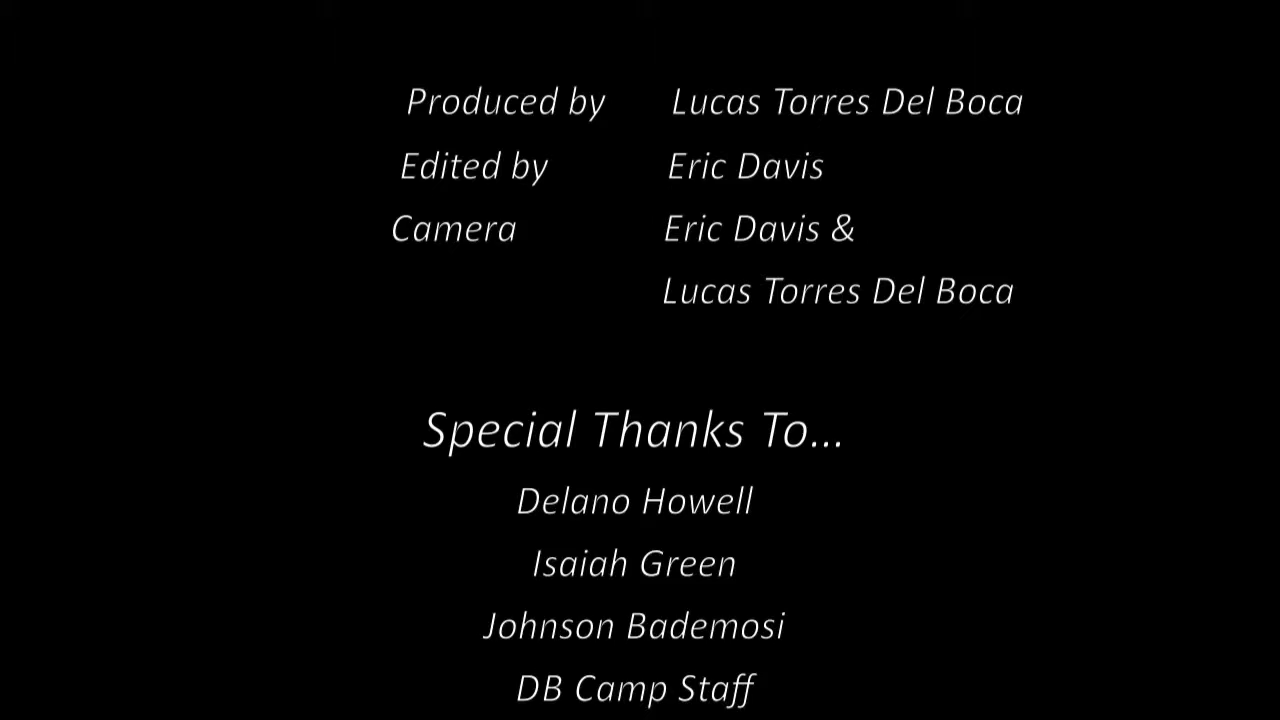 Produced by Lucas Torres Del Boca
Edited by Eric Davis
Camera Eric Davis &
Lucas Torres Del Boca
Special Thanks To...
Delano Howell
Isaiah Green
Johnson Bademosi
DB Camp Staff